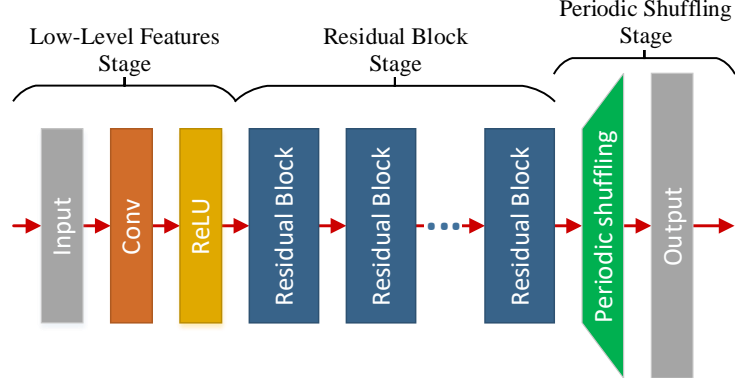 Low-Level Features
Stage
Residual Block
Stage
Periodic Shuffling
Stage
Input
Conv
ReLU
Residual Block
Residual Block
Residual Block
Periodic shuffling
Output